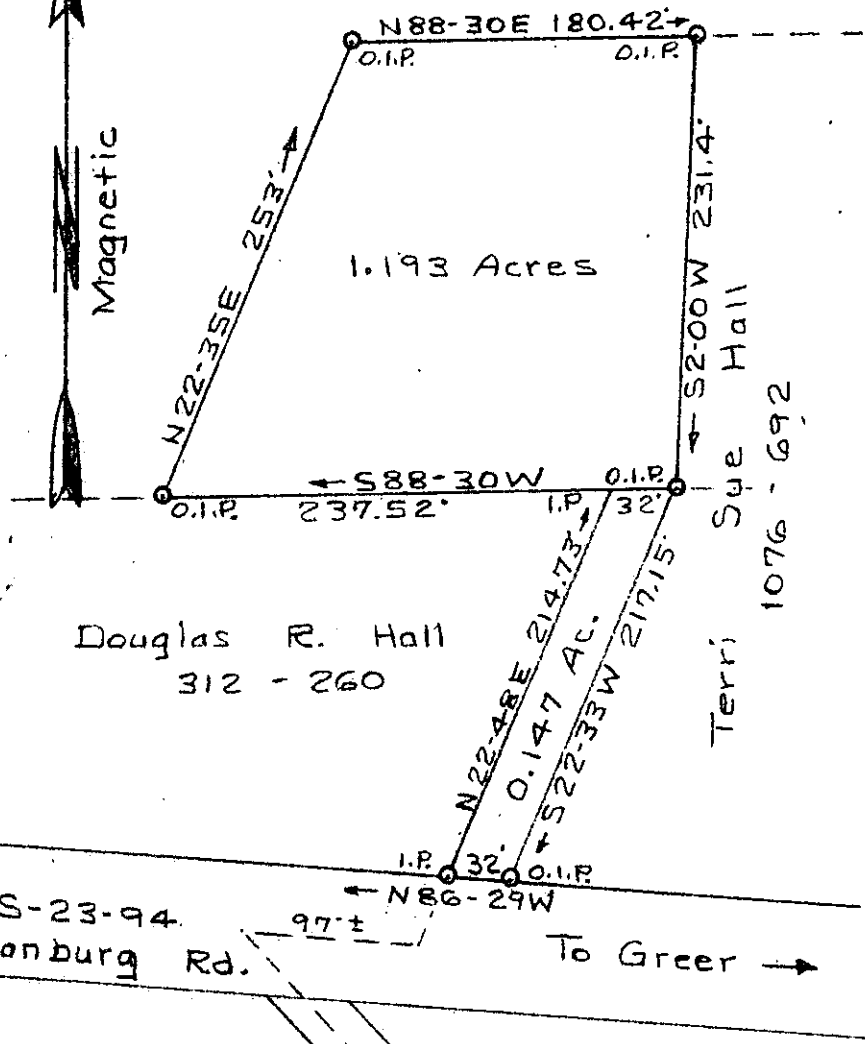 N88-30E 180.42'
O.I.P.
O.I.P.
Magnetic
N22-35E 253'
1.193 Acres
S2-00W 231.4'
Terri Sue Hall
1076-692
S88-30W
O.I.P.
O.I.P.
237.52'
I.P.
32'
Douglas R. Hall
312 - 260
N22-48E 214.73'
0.147 Ac.
S22-33W 217.15'
I.P.
32'
O.I.P.
N86-29W
S-23-94
97'±
anburg Rd.
To Greer